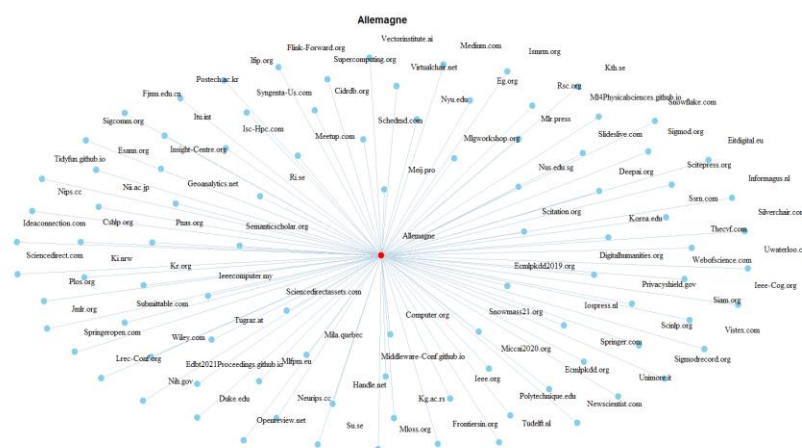 Allemagne
Vectorinstitute.ai
Flink-Forward.org
Medium.com
Ismrm.org
Ifip.org
Supercomputing.org
Virtualchair.net
Kth.se
Postech.ac.kr
Syngenta-Us.com
Cidrdb.org
Eg.org
Rsc.org
Fjnu.edu.cn
Nyu.edu
Ml4Physicalsciences.github.io
Snowflake.com
Sigcomm.org
Itu.int
Isc-Hpc.com
Schedmd.com
Mlr.press
Meetup.com
Mlgworkshop.org
Slideslive.com
Sigmod.org
Esann.org
Insight-Centre.org
Eitdigital.eu
Tidyfun.github.io
Meij.pro
Nus.edu.sg
Scitepress.org
Nips.cc
Nii.ac.jp
Geoanalytics.net
Ri.se
Deepai.org
Informagus.nl
Ssrn.com
Ideaconnection.com
Cshlp.org
Pnas.org
Semanticscholar.org
Scitation.org
Korea.edu
Silverchair.com
Allemagne
Thecvf.com
Sciencedirect.com
Ki.nrw
Kr.org
Digitalhumanities.org
Webofscience.com
Uwaterloo.c
Ieeecomputer.my
Ecmlpkdd2019.org
Plos.org
Privacyshield.gov
Ieee-Cog.org
Sciencedirectassets.com
Jmlr.org
Submittable.com
Iospress.nl
Siam.org
Tugraz.at
Computer.org
Snowmass21.org
Springeropen.com
Wiley.com
Mila.quebec
Scinlp.org
Vistex.com
Springer.com
Lrec-Conf.org
Edbt2021Proceedings.github.io
Mlfpm.eu
Middleware-Conf.github.io
Miccai2020.org
Sigmodrecord.org
Ieee.org
Ecmlpkdd.org
Nih.gov
Handle.net
Unimore.it
Duke.edu
Neurips.cc
Kg.ac.rs
Polytechnique.edu
Newscientist.com
Openreview.net
Su.se
Mloss.org
Frontiersin.org
Tudelft.nl